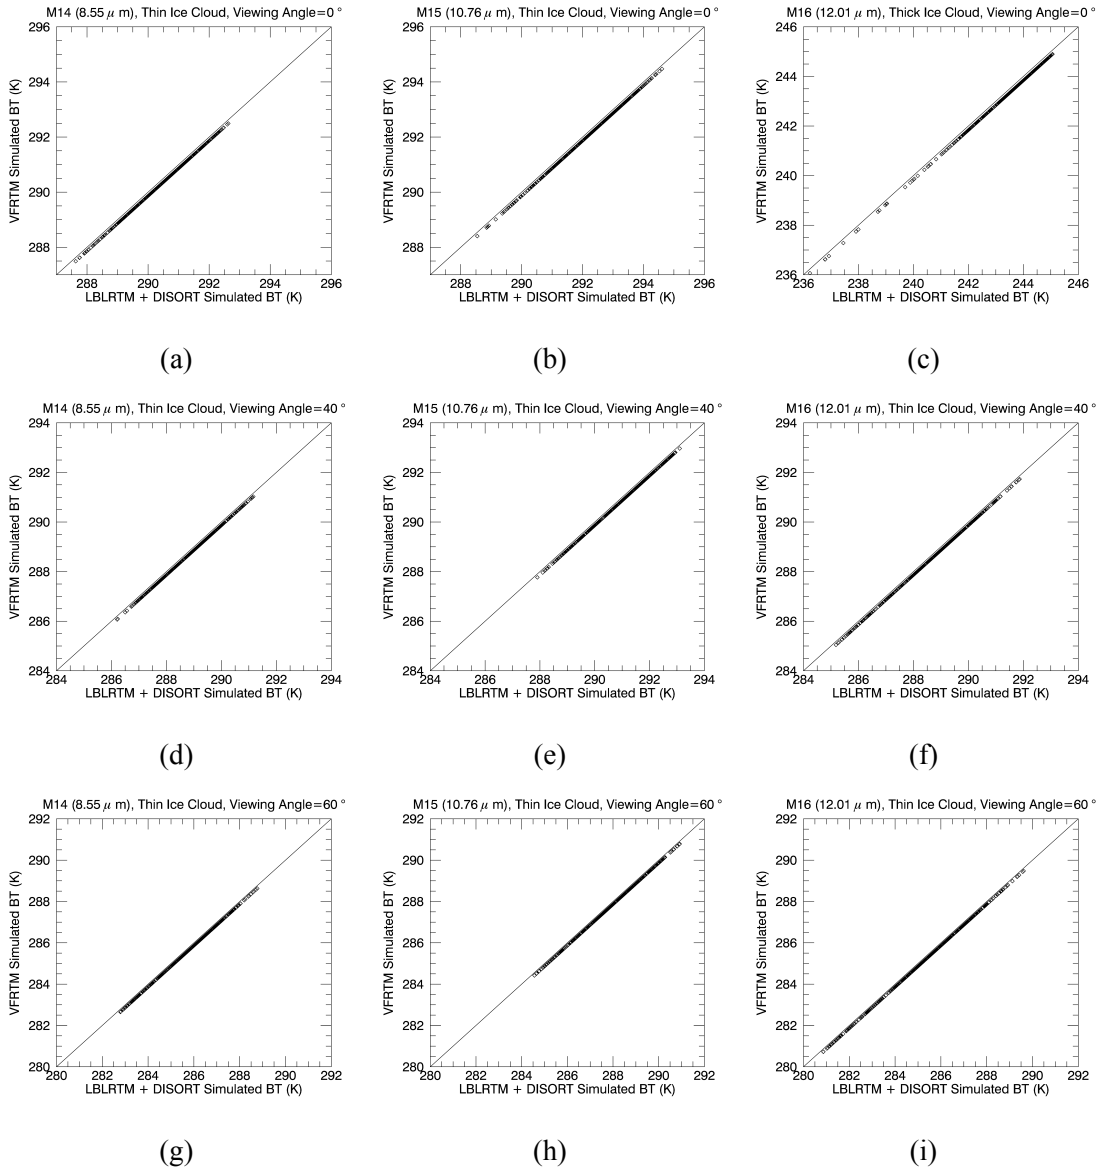 M14 (8.55 μ m), Thin Ice Cloud, Viewing Angle=0 °
296
294
292
290
288
VFRTM Simulated BT (K)
288 290 292 294 296
LBLRTM + DISORT Simulated BT (K)
(a)
M15 (10.76 μ m), Thin Ice Cloud, Viewing Angle=0 °
296
294
292
290
288
VFRTM Simulated BT (K)
288 290 292 294 296
LBLRTM + DISORT Simulated BT (K)
(b)
M16 (12.01 μ m), Thick Ice Cloud, Viewing Angle=0 °
246
244
242
240
238
236
VFRTM Simulated BT (K)
236 238 240 242 244 246
LBLRTM + DISORT Simulated BT (K)
(c)
M14 (8.55 μ m), Thin Ice Cloud, Viewing Angle=40 °
294
292
290
288
286
284
VFRTM Simulated BT (K)
284 286 288 290 292 294
LBLRTM + DISORT Simulated BT (K)
(d)
M15 (10.76 μ m), Thin Ice Cloud, Viewing Angle=40 °
294
292
290
288
286
284
VFRTM Simulated BT (K)
284 286 288 290 292 294
LBLRTM + DISORT Simulated BT (K)
(e)
M16 (12.01 μ m), Thin Ice Cloud, Viewing Angle=40 °
294
292
290
288
286
284
VFRTM Simulated BT (K)
284 286 288 290 292 294
LBLRTM + DISORT Simulated BT (K)
(f)
M14 (8.55 μ m), Thin Ice Cloud, Viewing Angle=60 °
292
290
288
286
284
282
280
VFRTM Simulated BT (K)
280 282 284 286 288 290 292
LBLRTM + DISORT Simulated BT (K)
(g)
M15 (10.76 μ m), Thin Ice Cloud, Viewing Angle=60 °
292
290
288
286
284
282
280
VFRTM Simulated BT (K)
280 282 284 286 288 290 292
LBLRTM + DISORT Simulated BT (K)
(h)
M16 (12.01 μ m), Thin Ice Cloud, Viewing Angle=60 °
292
290
288
286
284
282
280
VFRTM Simulated BT (K)
280 282 284 286 288 290 292
LBLRTM + DISORT Simulated BT (K)
(i)